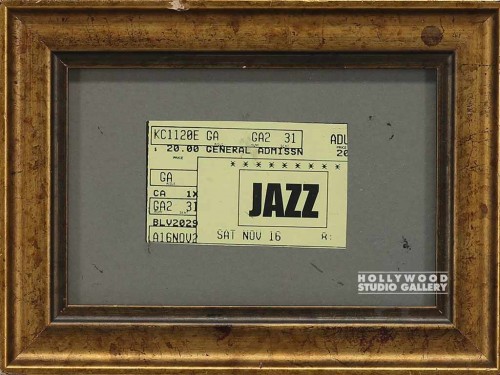 KC1120E GA GA2 31 ADL
20.00 GENERAL ADMISSN 20
PRICE
* * * * * * * * *
GA
JAZZ
CA 1X
GA2 31
BLV2029
A16NOV2 SAT NOV 16 R:
HOLLYWOOD
STUDIO GALLERY